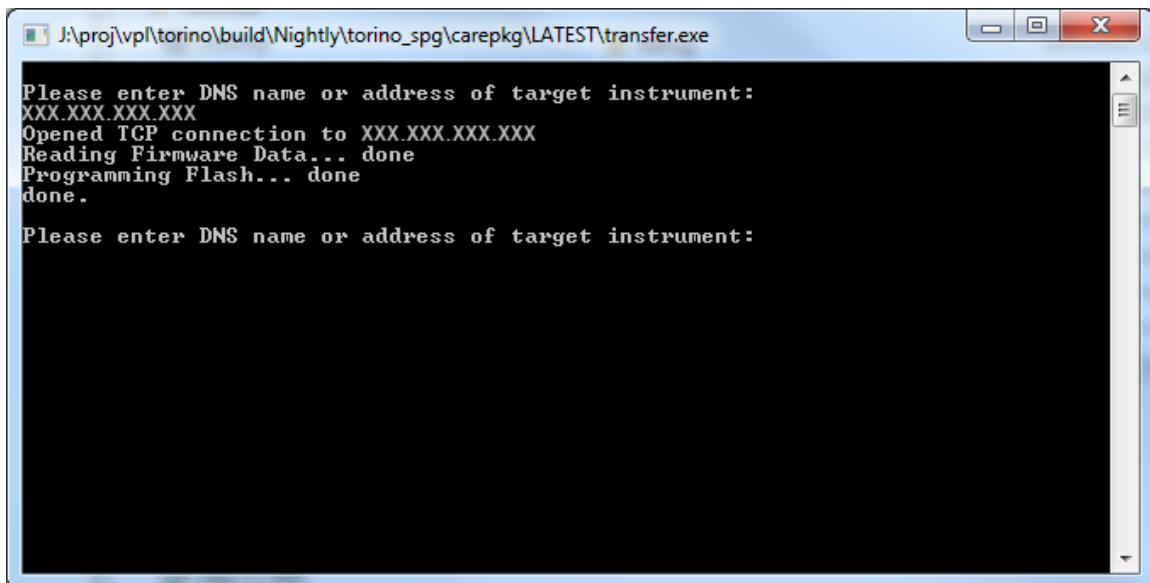 J:\proj\vpl\torino\build\Nightly\torino_spg\carepkg\LATEST\transfer.exe
Please enter DNS name or address of target instrument:
XXX.XXX.XXX.XXX
Opened TCP connection to XXX.XXX.XXX.XXX
Reading Firmware Data... done
Programming Flash... done
done.
Please enter DNS name or address of target instrument: